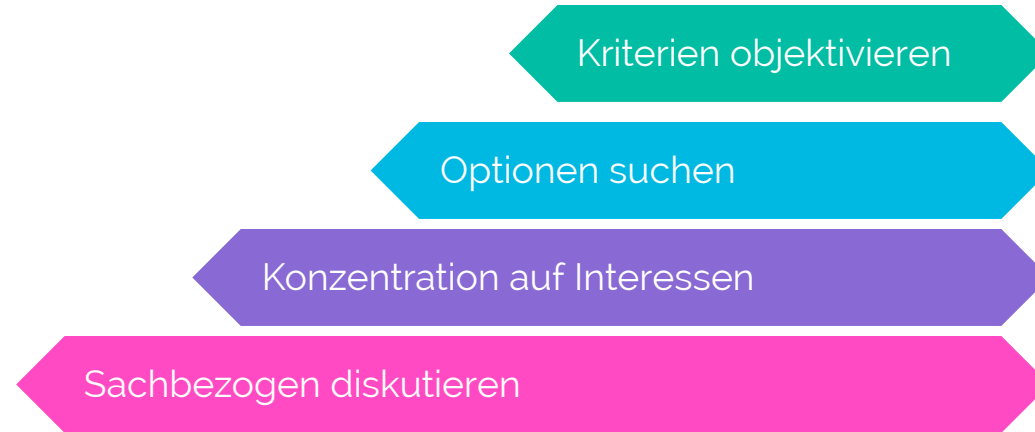 Kriterien objektivieren
Optionen suchen
Konzentration auf Interessen
Sachbezogen diskutieren